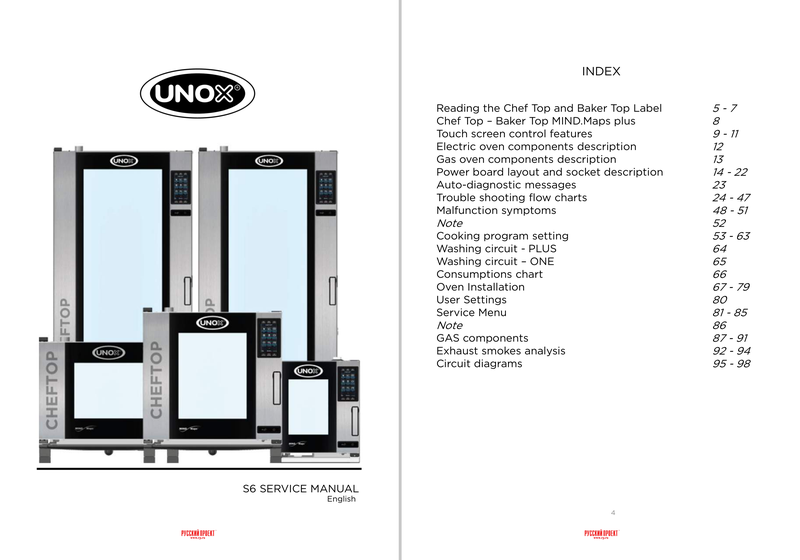 UNOX®
UNOX
UNOX
CHEFTOP
UNOX
UNOX
CHEFTOP
CHEFTOP
UNOX
S6 SERVICE MANUAL
English
РУССКИЙ ПРОЕКТ
INDEX
Reading the Chef Top and Baker Top Label 5 - 7
Chef Top – Baker Top MIND.Maps plus 8
Touch screen control features 9 - 11
Electric oven components description 12
Gas oven components description 13
Power board layout and socket description 14 - 22
Auto-diagnostic messages 23
Trouble shooting flow charts 24 - 47
Malfunction symptoms 48 - 51
Note 52
Cooking program setting 53 - 63
Washing circuit - PLUS 64
Washing circuit – ONE 65
Consumptions chart 66
Oven Installation 67 - 79
User Settings 80
Service Menu 81 - 85
Note 86
GAS components 87 - 91
Exhaust smokes analysis 92 - 94
Circuit diagrams 95 - 98
4
РУССКИЙ ПРОЕКТ